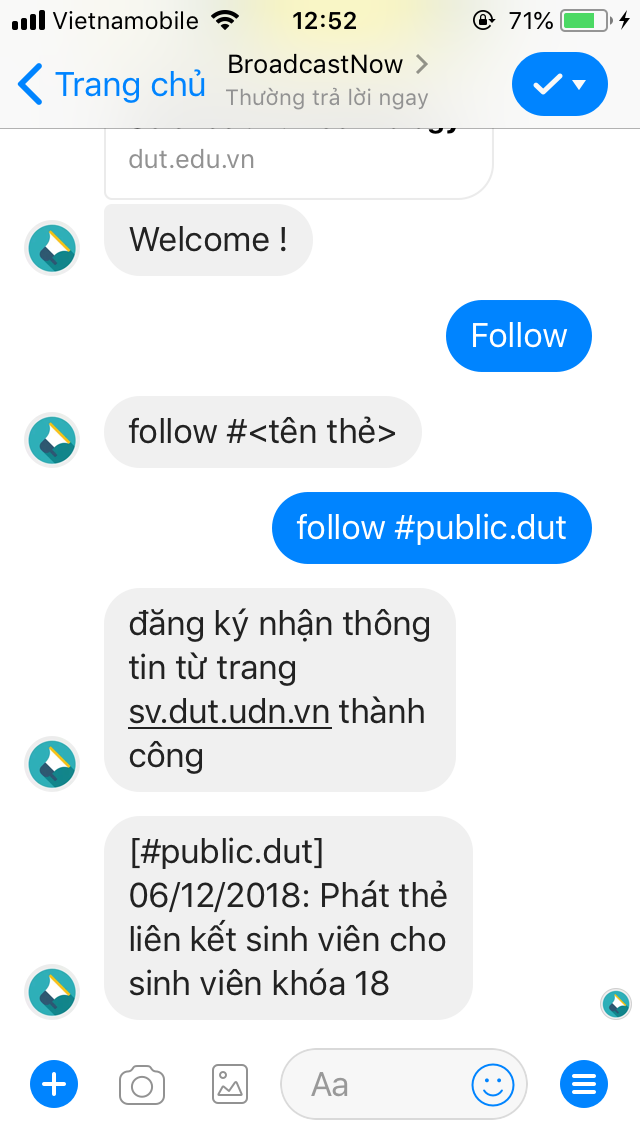 Vietnamobile 12:52 71%
Trang chủ
BroadcastNow
Thường trả lời ngay
dut.edu.vn
Welcome !
Follow
follow #<tên thẻ>
follow #public.dut
đăng ký nhận thông
tin từ trang
sv.dut.udn.vn thành
công
[#public.dut]
06/12/2018: Phát thẻ
liên kết sinh viên cho
sinh viên khóa 18
Aa